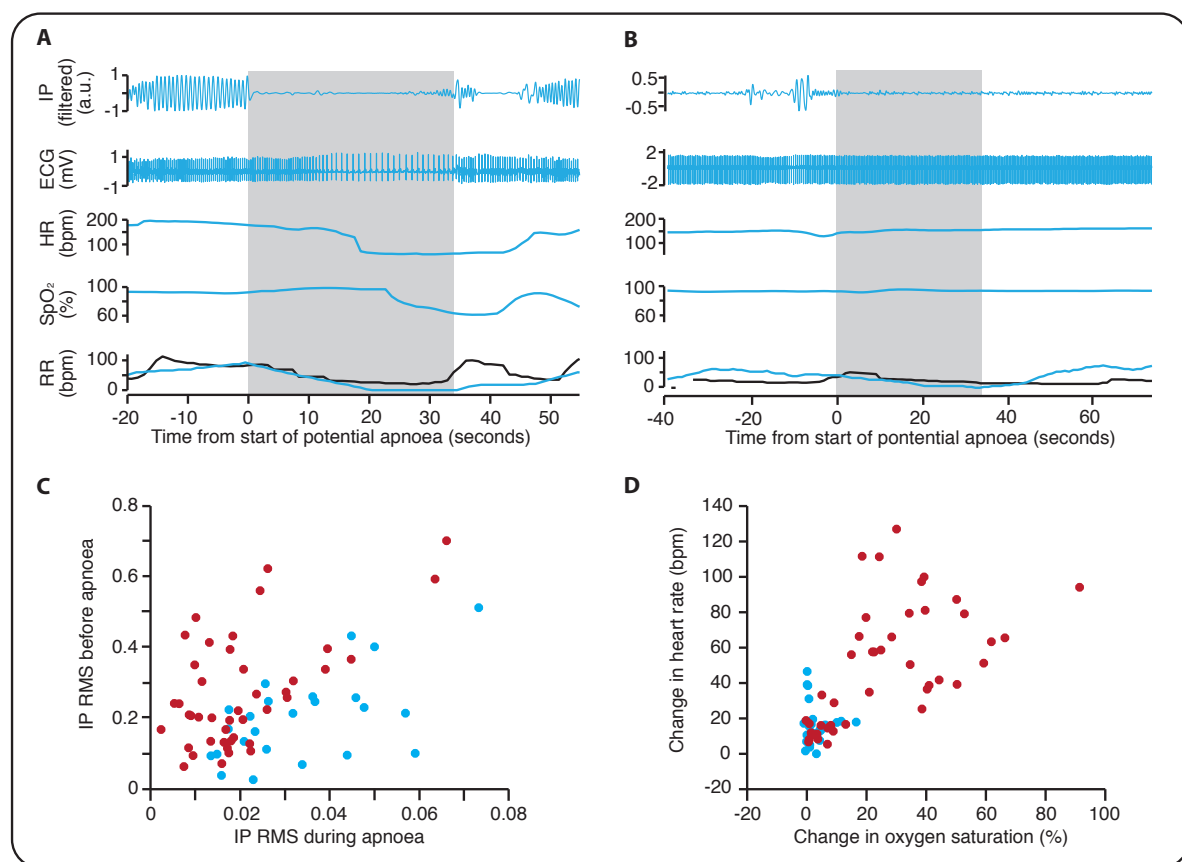 A
IP
(filtered)
(a.u.)
1
-1
ECG
(mV)
1
-1
HR
(bpm)
200
100
SpO₂
(%)
100
60
RR
(bpm)
100
0
-20 -10 0 10 20 30 40 50
Time from start of potential apnoea (seconds)
B
0.5
-0.5
2
-2
200
100
100
60
100
0
-40 -20 0 20 40 60
Time from start of pontential apnoea (seconds)
C
IP RMS before apnoea
0.8
0.6
0.4
0.2
0
0 0.02 0.04 0.06 0.08
IP RMS during apnoea
D
Change in heart rate (bpm)
140
120
100
80
60
40
20
0
-20
-20 0 20 40 60 80 100
Change in oxygen saturation (%)